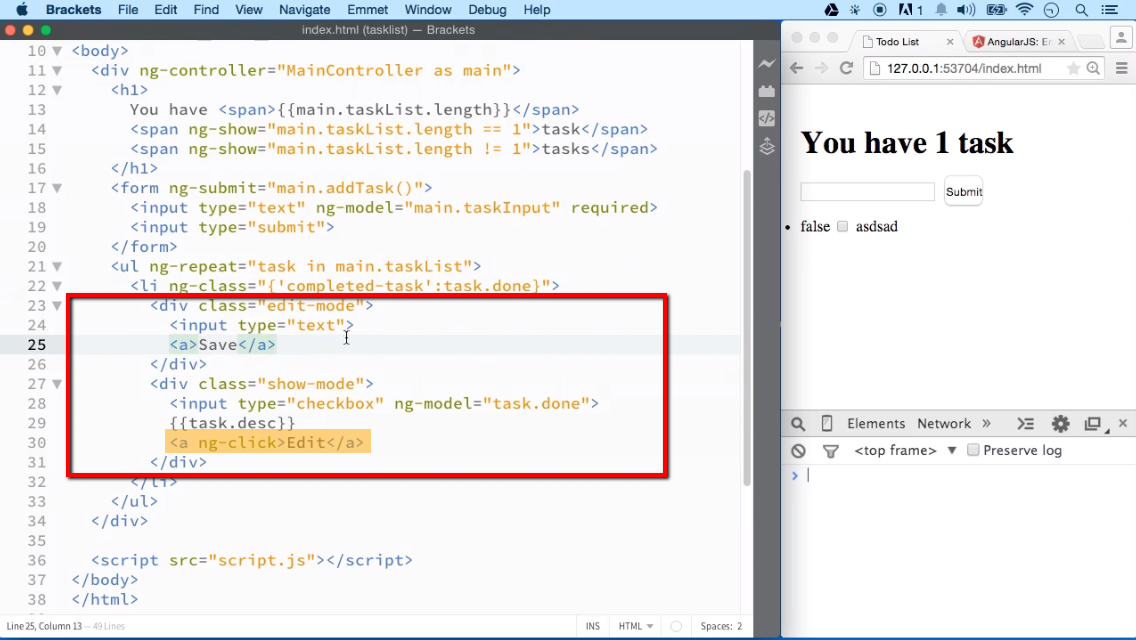 Brackets File Edit Find View Navigate Emmet Window Debug Help
1
index.html (tasklist) — Brackets
10 <body>
11 <div ng-controller="MainController as main">
12 <h1>
13 You have <span>{{main.taskList.length}}</span>
14 <span ng-show="main.taskList.length == 1">task</span>
15 <span ng-show="main.taskList.length != 1">tasks</span>
16 </h1>
17 <form ng-submit="main.addTask()">
18 <input type="text" ng-model="main.taskInput" required>
19 <input type="submit">
20 </form>
21 <ul ng-repeat="task in main.taskList">
22 <li ng-class="{'completed-task':task.done}">
23 <div class="edit-mode">
24 <input type="text">
25 <a>Save</a>
26 </div>
27 <div class="show-mode">
28 <input type="checkbox" ng-model="task.done">
29 {{task.desc}}
30 <a ng-click>Edit</a>
31 </div>
32 </li>
33 </ul>
34 </div>
35
36 <script src="script.js"></script>
37 </body>
38 </html>
Line 25, Column 13 — 49 Lines
INS HTML Spaces: 2
Todo List AngularJS: Er
127.0.0.1:53704/index.html
You have 1 task
Submit
false asdsad
Elements Network »
<top frame> Preserve log